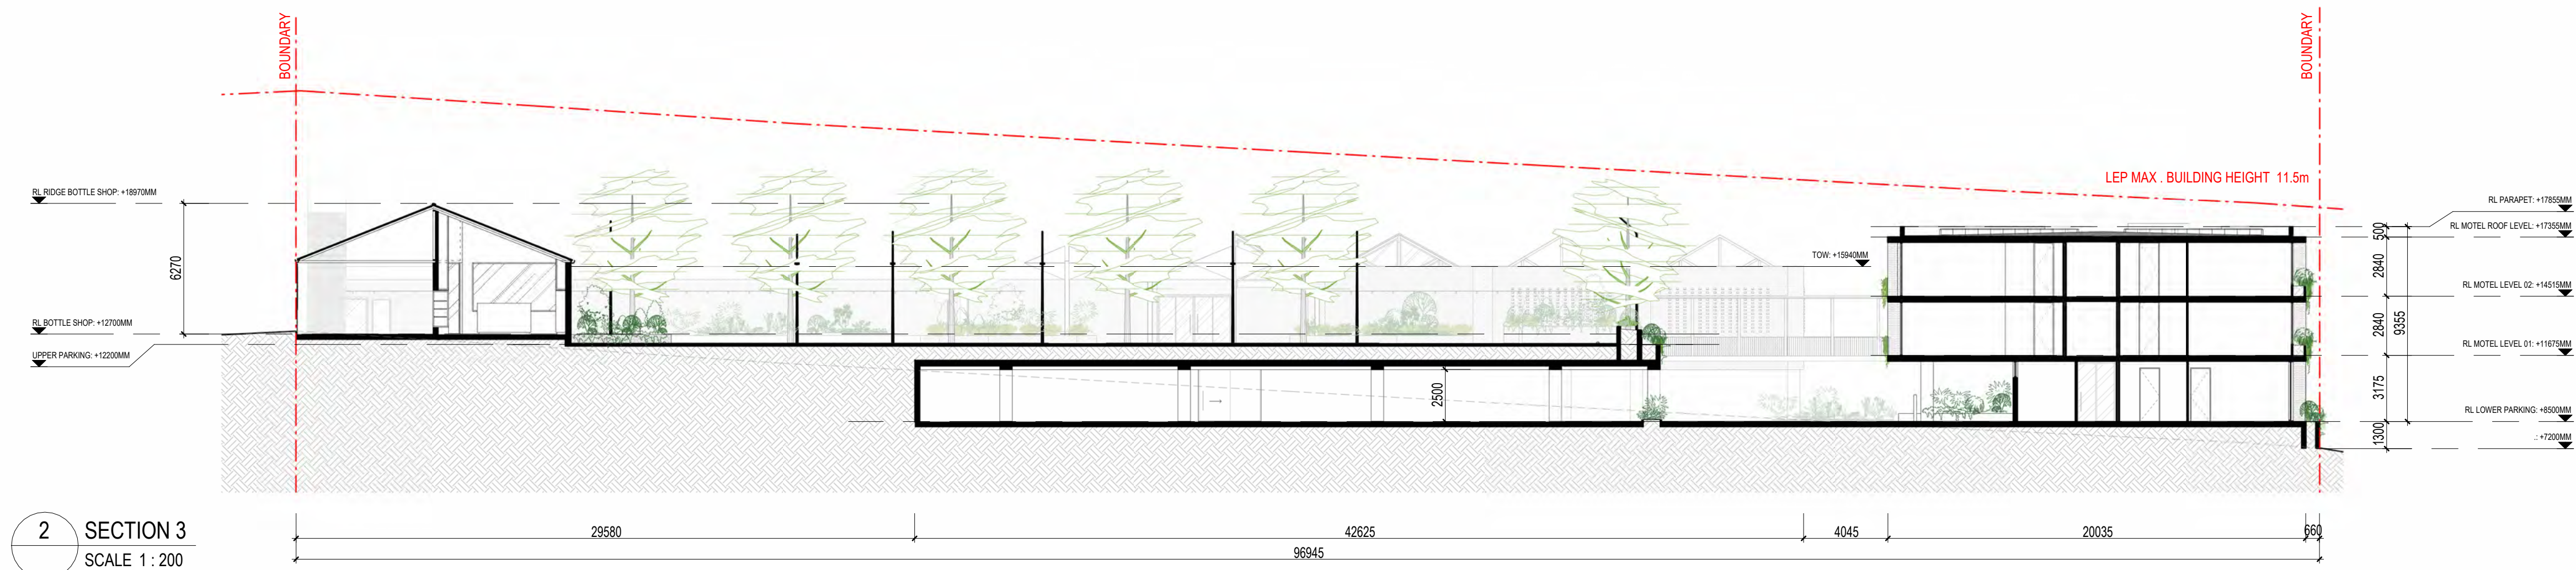 BOUNDARY
BOUNDARY
LEP MAX . BUILDING HEIGHT 11.5m
RL RIDGE BOTTLE SHOP: +18970MM
6270
RL BOTTLE SHOP: +12700MM
UPPER PARKING: +12200MM
TOW: +15940MM
2500
RL PARAPET: +17855MM
RL MOTEL ROOF LEVEL: +17355MM
500
2840
RL MOTEL LEVEL 02: +14515MM
2840
9355
RL MOTEL LEVEL 01: +11675MM
3175
RL LOWER PARKING: +8500MM
1300
.: +7200MM
29580
42625
4045
20035
660
96945
2
SECTION 3
SCALE 1 : 200